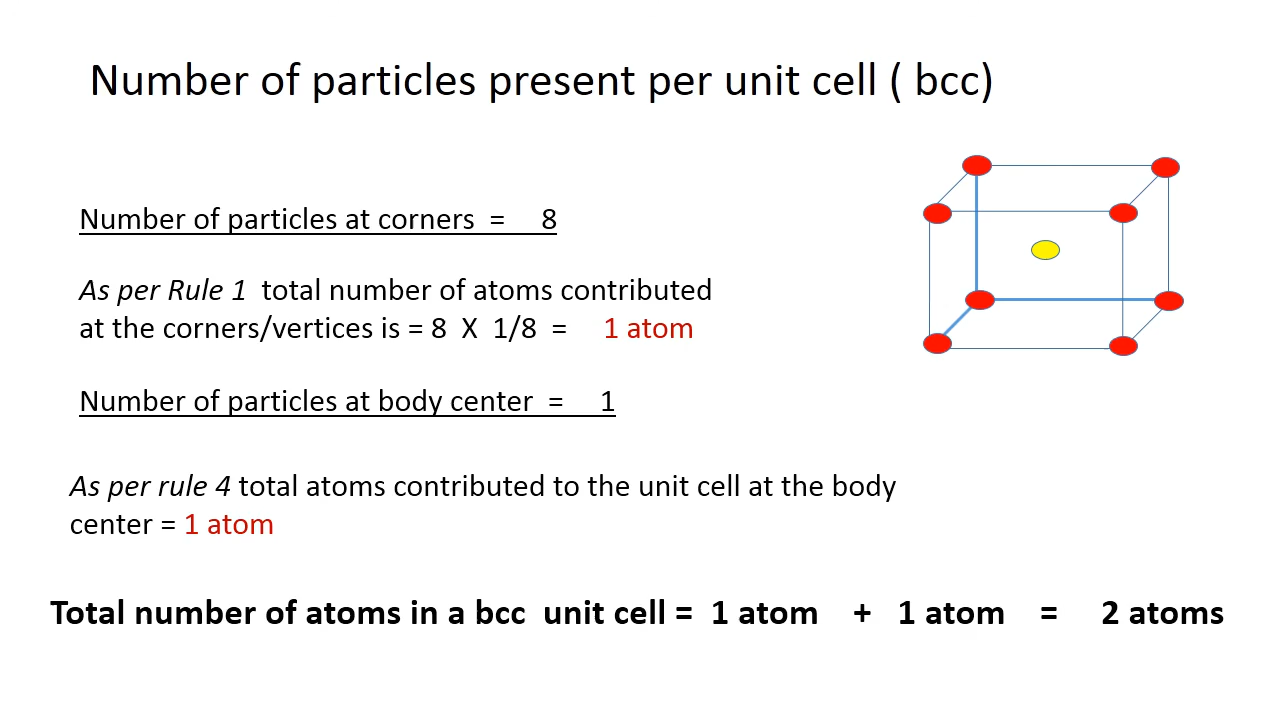 Number of particles present per unit cell ( bcc)
Number of particles at corners = 8
As per Rule 1 total number of atoms contributed
at the corners/vertices is = 8 X 1/8 = 1 atom
Number of particles at body center = 1
As per rule 4 total atoms contributed to the unit cell at the body
center = 1 atom
Total number of atoms in a bcc unit cell = 1 atom + 1 atom = 2 atoms